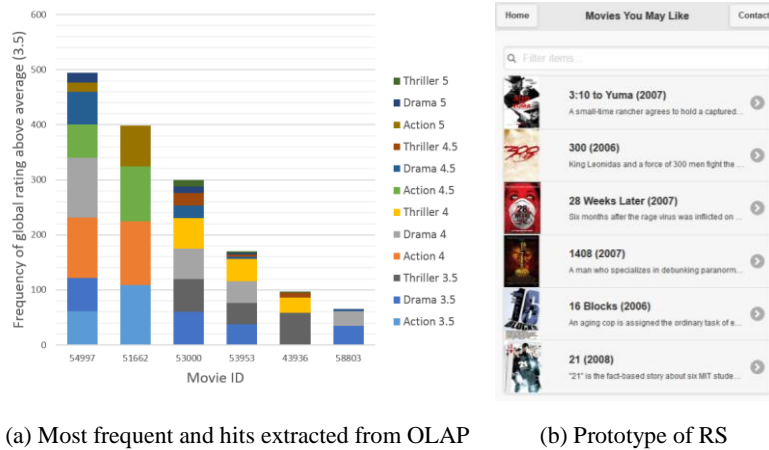 600
500
400
300
200
100
0
Frequency of global rating above average (3.5)
54997 51662 53000 53953 43936 58803
Movie ID
Thriller 5
Drama 5
Action 5
Thriller 4.5
Drama 4.5
Action 4.5
Thriller 4
Drama 4
Action 4
Thriller 3.5
Drama 3.5
Action 3.5
(a) Most frequent and hits extracted from OLAP
Home Movies You May Like Contact
Filter items...
3:10 to Yuma (2007)
A small-time rancher agrees to hold a captured...
300 (2006)
King Leonidas and a force of 300 men fight the ...
28 Weeks Later (2007)
Six months after the rage virus was inflicted on ...
1408 (2007)
A man who specializes in debunking paranorm...
16 Blocks (2006)
An aging cop is assigned the ordinary task of e...
21 (2008)
"21" is the fact-based story about six MIT stude...
(b) Prototype of RS